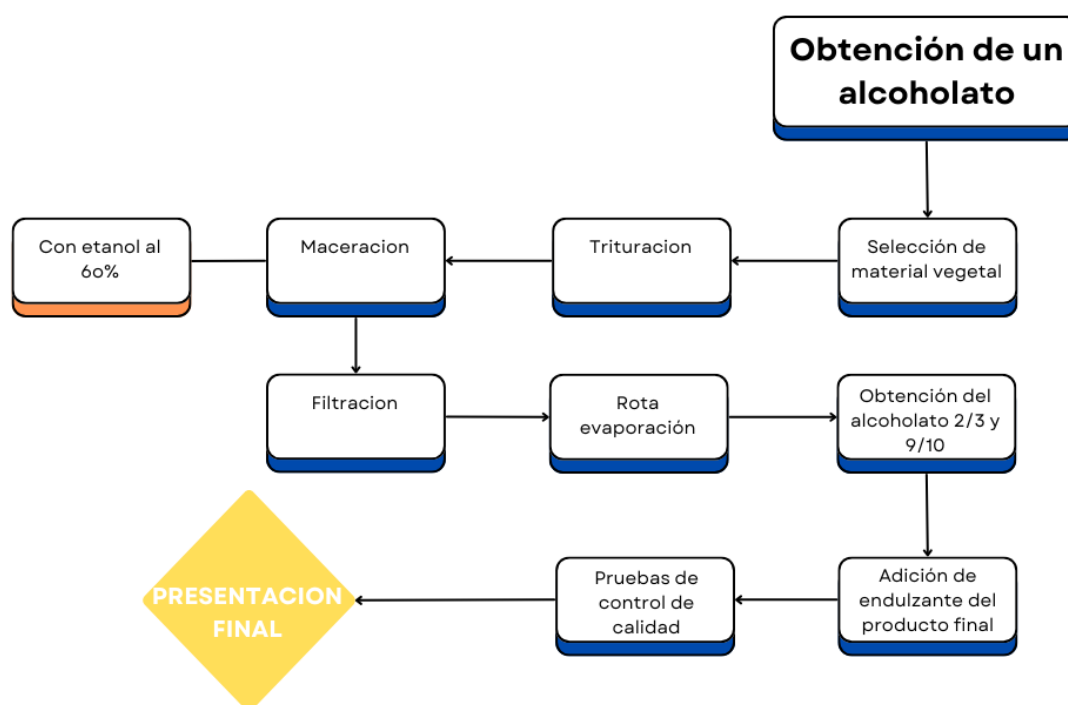 Obtención de un
alcoholato
Selección de
material vegetal
Trituracion
Maceracion
Con etanol al
60%
Filtracion
Rota
evaporación
Obtención del
alcoholato 2/3 y
9/10
Adición de
endulzante del
producto final
Pruebas de
control de
calidad
PRESENTACION
FINAL